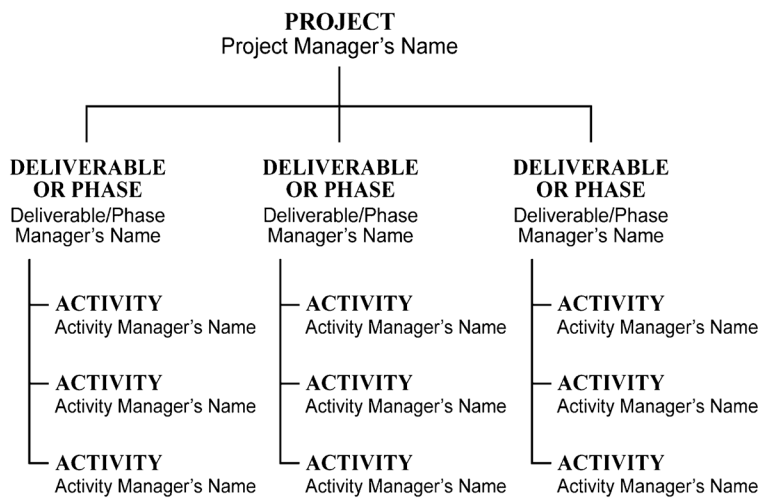 PROJECT
Project Manager’s Name
DELIVERABLE
OR PHASE
Deliverable/Phase
Manager’s Name
ACTIVITY
Activity Manager’s Name
ACTIVITY
Activity Manager’s Name
ACTIVITY
Activity Manager’s Name
DELIVERABLE
OR PHASE
Deliverable/Phase
Manager’s Name
ACTIVITY
Activity Manager’s Name
ACTIVITY
Activity Manager’s Name
ACTIVITY
Activity Manager’s Name
DELIVERABLE
OR PHASE
Deliverable/Phase
Manager’s Name
ACTIVITY
Activity Manager’s Name
ACTIVITY
Activity Manager’s Name
ACTIVITY
Activity Manager’s Name